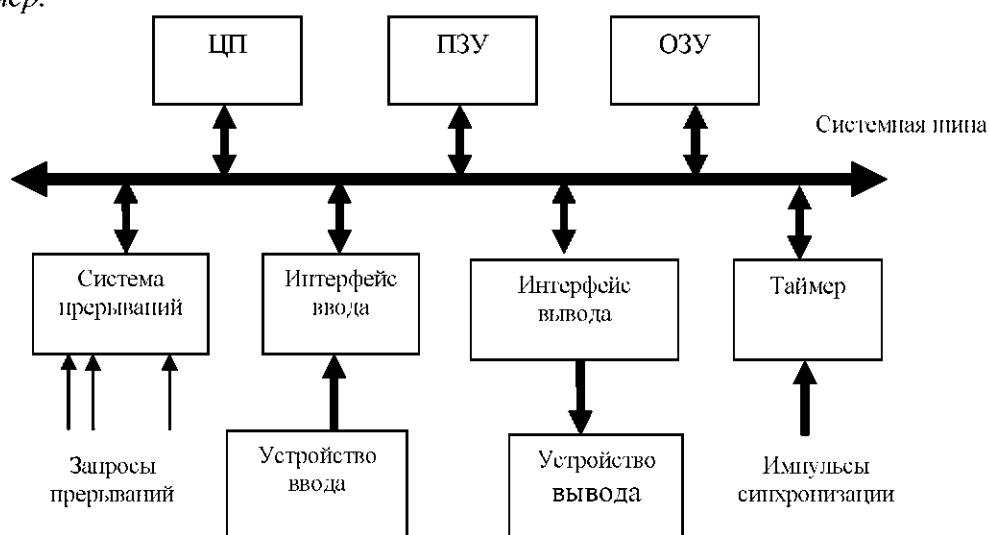 ЦП
ПЗУ
ОЗУ
Системная шина
Система
прерываний
Интерфейс
ввода
Интерфейс
вывода
Таймер
Запросы
прерываний
Устройство
ввода
Устройство
вывода
Импульсы
синхронизации